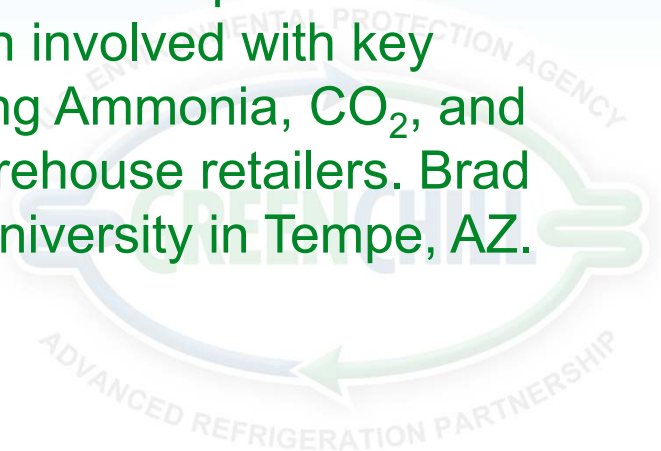 n involved with key
ng Ammonia, CO₂, and
rehouse retailers. Brad
niversity in Tempe, AZ.
U.S. ENVIRONMENTAL PROTECTION AGENCY
GREENCHILL
ADVANCED REFRIGERATION PARTNERSHIP